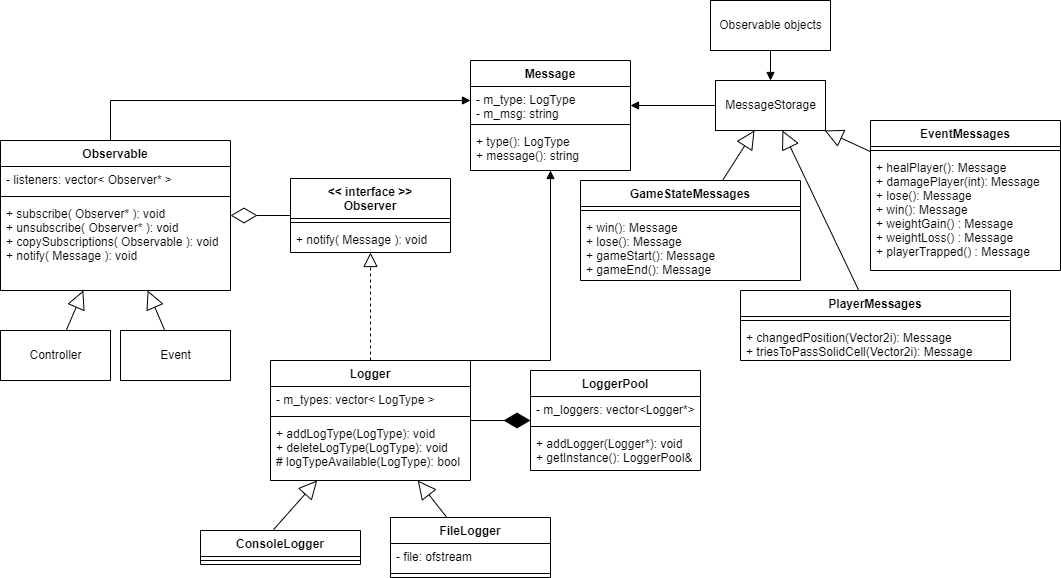 Observable objects
Message
- m_type: LogType
- m_msg: string
+ type(): LogType
+ message(): string
MessageStorage
EventMessages
+ healPlayer(): Message
+ damagePlayer(int): Message
+ lose(): Message
+ win(): Message
+ weightGain() : Message
+ weightLoss() : Message
+ playerTrapped() : Message
Observable
- listeners: vector< Observer* >
+ subscribe( Observer* ): void
+ unsubscribe( Observer* ): void
+ copySubscriptions( Observable ): void
+ notify( Message ): void
<< interface >>
Observer
+ notify( Message ): void
GameStateMessages
+ win(): Message
+ lose(): Message
+ gameStart(): Message
+ gameEnd(): Message
PlayerMessages
+ changedPosition(Vector2i): Message
+ triesToPassSolidCell(Vector2i): Message
Controller
Event
Logger
- m_types: vector< LogType >
+ addLogType(LogType): void
+ deleteLogType(LogType): void
# logTypeAvailable(LogType): bool
LoggerPool
- m_loggers: vector<Logger*>
+ addLogger(Logger*): void
+ getInstance(): LoggerPool&
ConsoleLogger
FileLogger
- file: ofstream